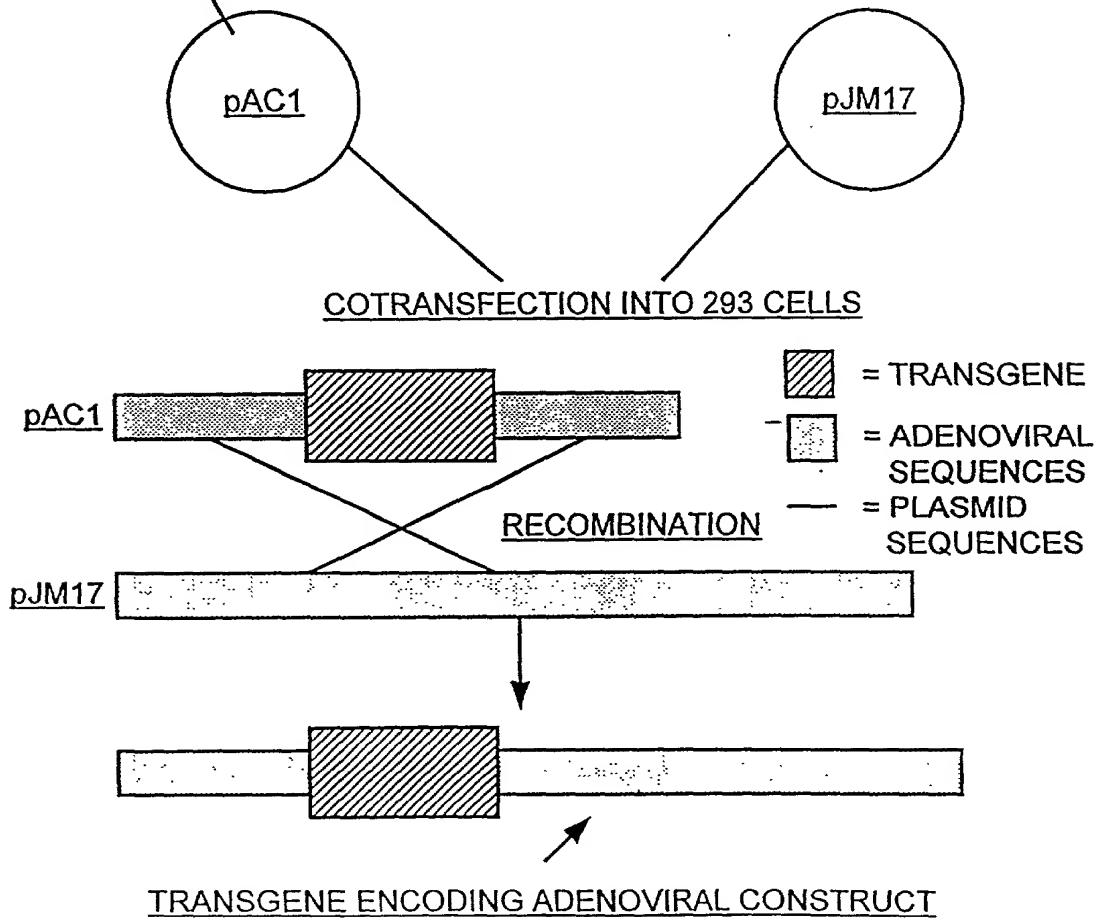 pAC1
pJM17
COTRANSFECTION INTO 293 CELLS
pAC1
= TRANSGENE
= ADENOVIRAL
SEQUENCES
= PLASMID
SEQUENCES
RECOMBINATION
pJM17
TRANSGENE ENCODING ADENOVIRAL CONSTRUCT